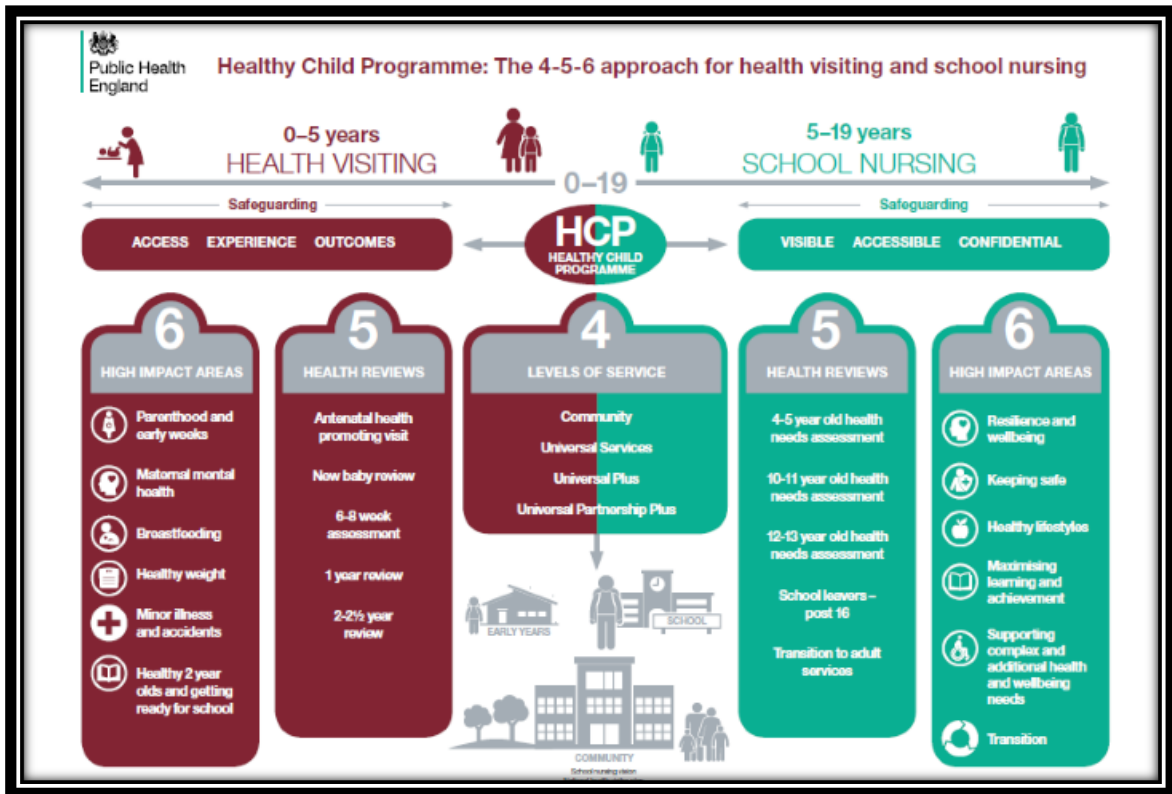 Public Health
England
Healthy Child Programme: The 4-5-6 approach for health visiting and school nursing
0–5 years
HEALTH VISITING
5–19 years
SCHOOL NURSING
0–19
Safeguarding
Safeguarding
ACCESS EXPERIENCE OUTCOMES
HCP
HEALTHY CHILD
PROGRAMME
VISIBLE ACCESSIBLE CONFIDENTIAL
6
HIGH IMPACT AREAS
Parenthood and
early weeks
Maternal mental
health
Breastfeeding
Healthy weight
Minor illness
and accidents
Healthy 2 year
olds and getting
ready for school
5
HEALTH REVIEWS
Antenatal health
promoting visit
New baby review
6-8 week
assessment
1 year review
2-2½ year
review
4
LEVELS OF SERVICE
Community
Universal Services
Universal Plus
Universal Partnership Plus
EARLY YEARS
SCHOOL
COMMUNITY
School nursing vision
5
HEALTH REVIEWS
4-5 year old health
needs assessment
10-11 year old health
needs assessment
12-13 year old health
needs assessment
School leavers –
post 16
Transition to adult
services
6
HIGH IMPACT AREAS
Resilience and
wellbeing
Keeping safe
Healthy lifestyles
Maximising
learning and
achievement
Supporting
complex and
additional health
and wellbeing
needs
Transition